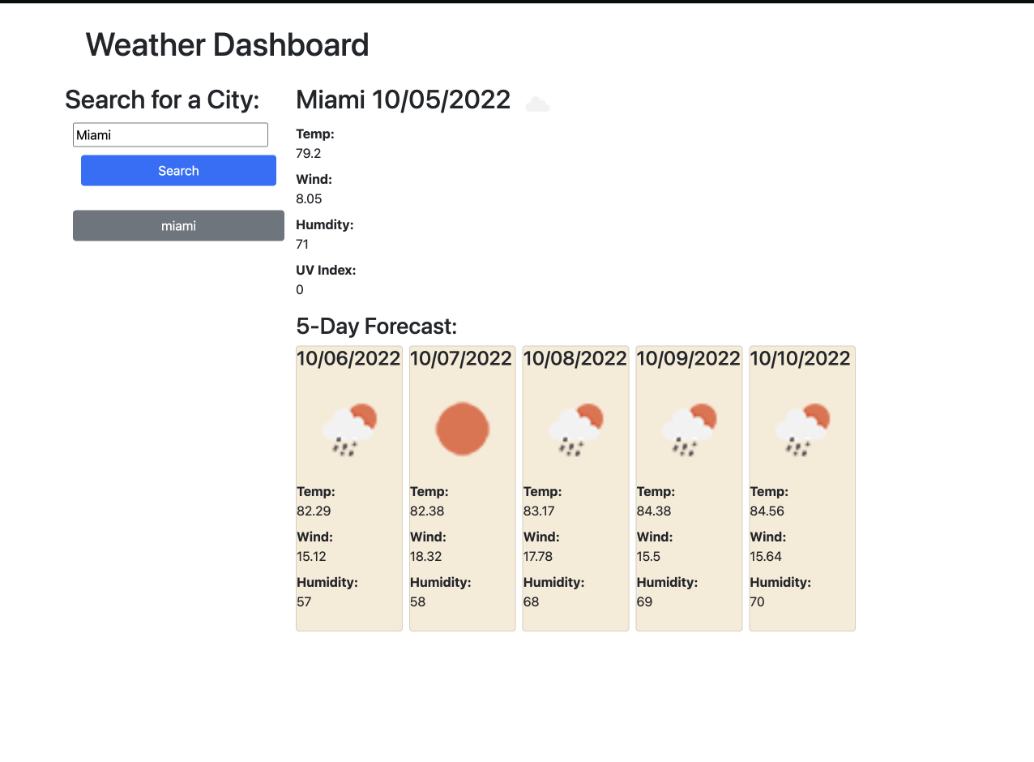 Weather Dashboard
Search for a City:
Miami
Search
miami
Miami 10/05/2022
Temp:
79.2
Wind:
8.05
Humdity:
71
UV Index:
0
5-Day Forecast:
10/06/2022
Temp:
82.29
Wind:
15.12
Humidity:
57
10/07/2022
Temp:
82.38
Wind:
18.32
Humidity:
58
10/08/2022
Temp:
83.17
Wind:
17.78
Humidity:
68
10/09/2022
Temp:
84.38
Wind:
15.5
Humidity:
69
10/10/2022
Temp:
84.56
Wind:
15.64
Humidity:
70